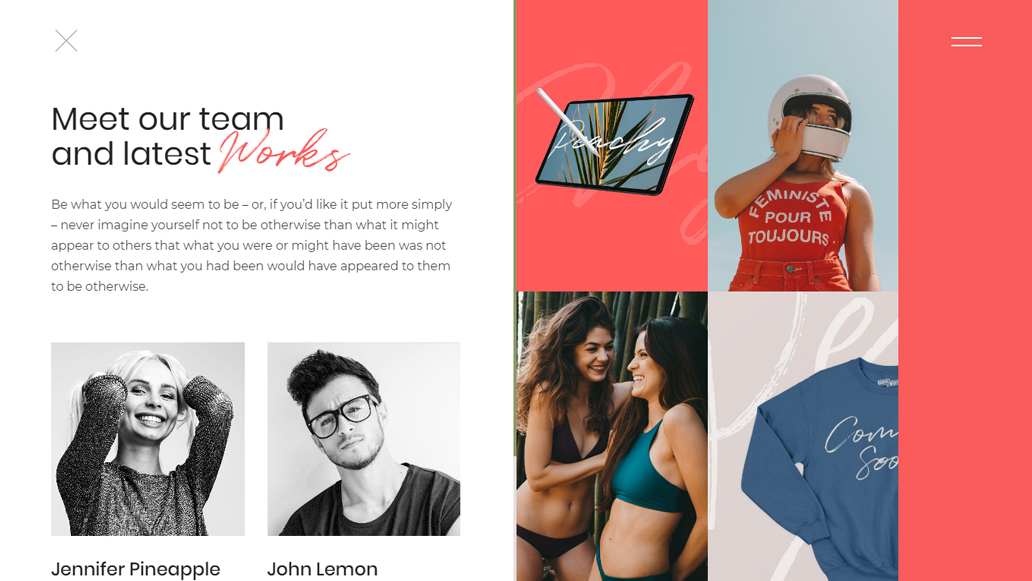 Meet our team
and latest Works
Be what you would seem to be – or, if you’d like it put more simply
– never imagine yourself not to be otherwise than what it might
appear to others that what you were or might have been was not
otherwise than what you had been would have appeared to them
to be otherwise.
Jennifer Pineapple
John Lemon
Peachy
FEMINISTE
POUR
TOUJOURS.